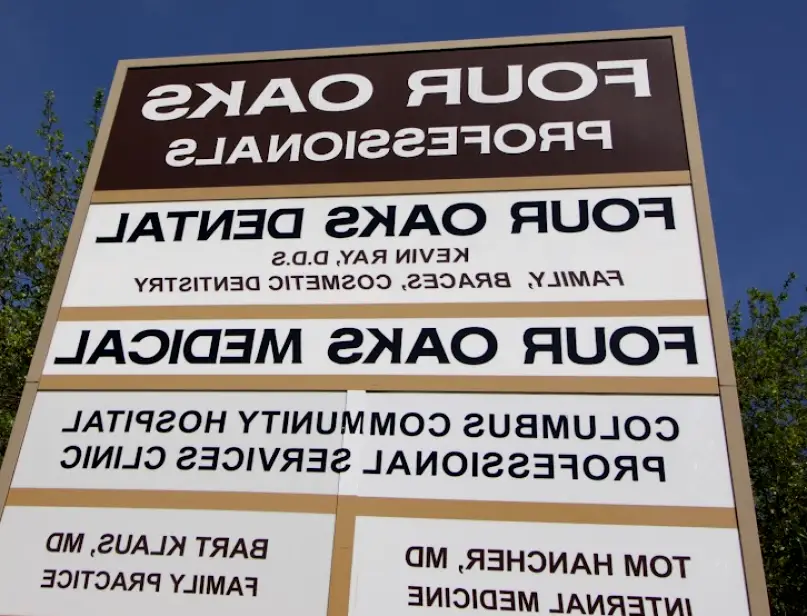 FOUR OAKS
PROFESSIONALS
FOUR OAKS DENTAL
KEVIN RAY, D.D.S
FAMILY, BRACES, COSMETIC DENTISTRY
FOUR OAKS MEDICAL
COLUMBUS COMMUNITY HOSPITAL
PROFESSIONAL SERVICES CLINIC
TOM HANCHER, MD
INTERNAL MEDICINE
BART KLAUS, MD
FAMILY PRACTICE